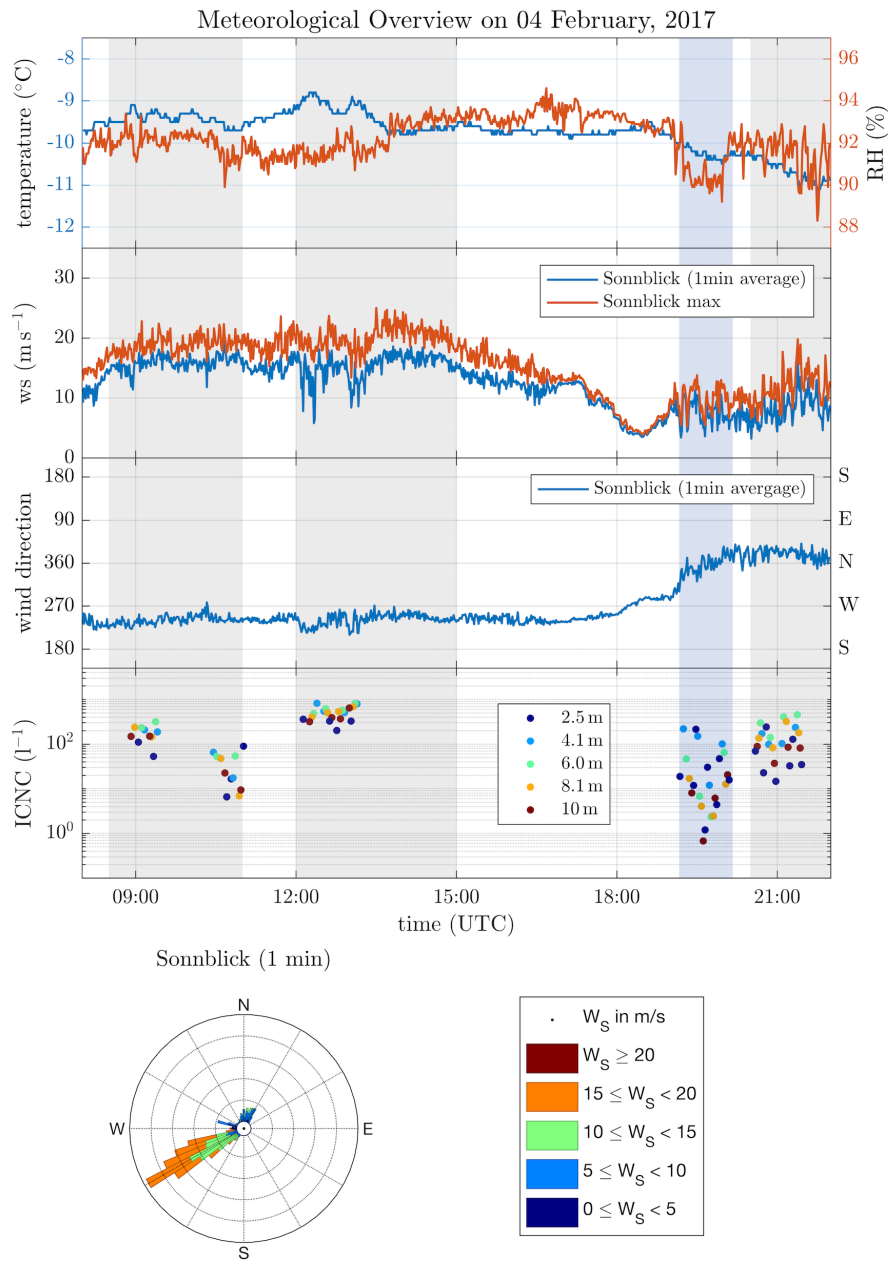 Meteorological Overview on 04 February, 2017
temperature (°C)
-8
-9
-10
-11
-12
96
94
92
90
88
RH (%)
ws (m s⁻¹)
30
20
10
0
Sonnblick (1min average)
Sonnblick max
wind direction
180
90
360
270
180
S
E
N
W
S
Sonnblick (1min avergage)
ICNC (l⁻¹)
10²
10⁰
2.5 m
4.1 m
6.0 m
8.1 m
10 m
09:00 12:00 15:00 18:00 21:00
time (UTC)
Sonnblick (1 min)
N
W
E
S
W_S in m/s
W_S ≥ 20
15 ≤ W_S < 20
10 ≤ W_S < 15
5 ≤ W_S < 10
0 ≤ W_S < 5